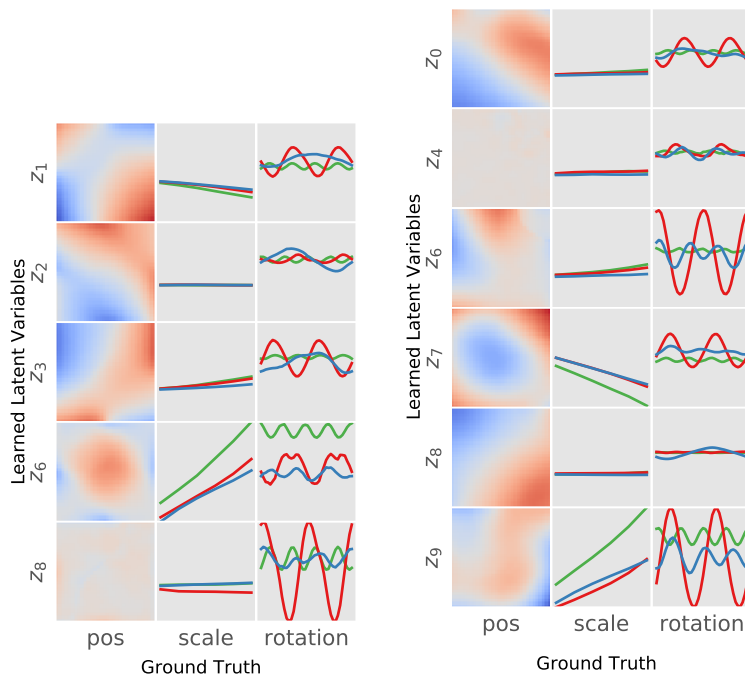 Learned Latent Variables
z1
z2
z3
z6
z8
pos scale rotation
Ground Truth
Learned Latent Variables
z0
z4
z6
z7
z8
z9
pos scale rotation
Ground Truth